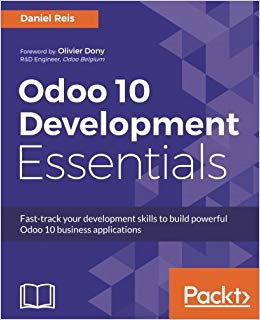 Daniel Reis
Foreword by Olivier Dony
R&D Engineer, Odoo Belgium
Odoo 10
Development
Essentials
Fast-track your development skills to build powerful
Odoo 10 business applications
Packt>